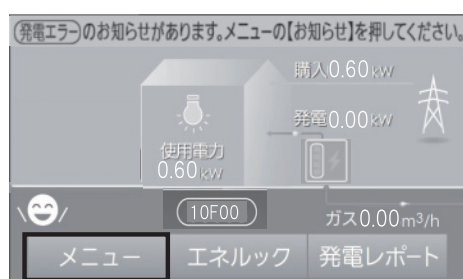 発電エラーのお知らせがあります。メニューの【お知らせ】を押してください。
購入0.60kW
発電0.00kW
使用電力
0.60kW
10F00
ガス0.00m³/h
メニュー エネルック 発電レポート